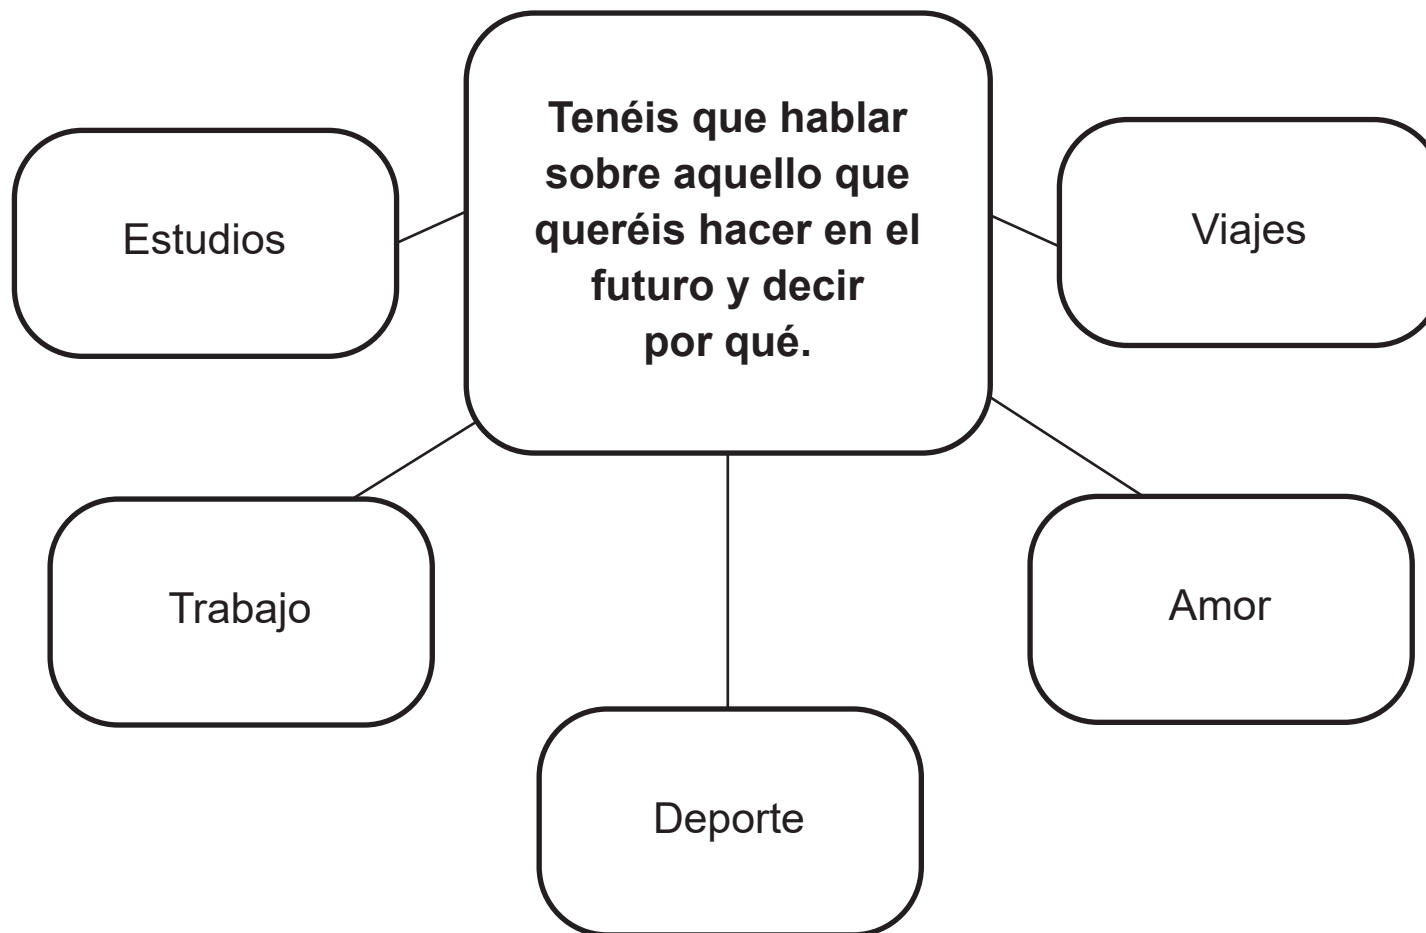 Tenéis que hablar
sobre aquello que
queréis hacer en el
futuro y decir
por qué.
Estudios
Viajes
Trabajo
Amor
Deporte